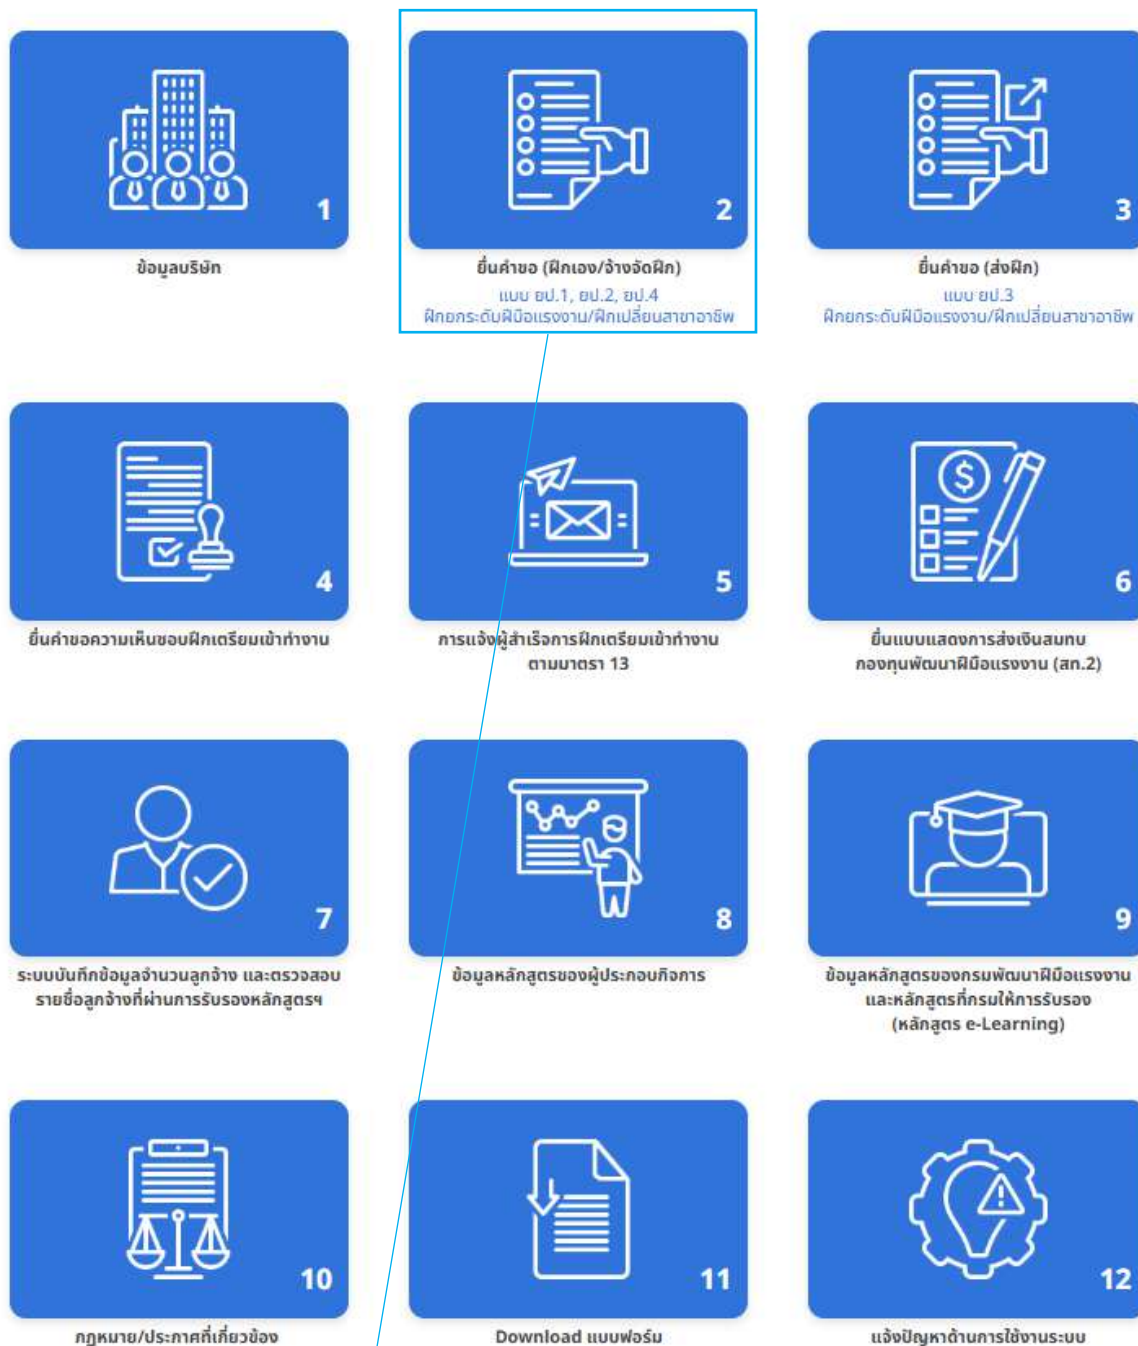 1
ข้อมูลบริษัท
2
ยื่นคำขอ (ฝึกเอง/จ้างจัดฝึก)
แบบ ยป.1, ยป.2, ยป.4
ฝึกยกระดับฝีมือแรงงาน/ฝึกเปลี่ยนสาขาอาชีพ
3
ยื่นคำขอ (ส่งฝึก)
แบบ ยป.3
ฝึกยกระดับฝีมือแรงงาน/ฝึกเปลี่ยนสาขาอาชีพ
4
ยื่นคำขอความเห็นชอบฝึกเตรียมเข้าทำงาน
5
การแจ้งผู้สำเร็จการฝึกเตรียมเข้าทำงาน
ตามมาตรา 13
$
6
ยื่นแบบแสดงการส่งเงินสมทบ
กองทุนพัฒนาฝีมือแรงงาน (สท.2)
7
ระบบบันทึกข้อมูลจำนวนลูกจ้าง และตรวจสอบ
รายชื่อลูกจ้างที่ผ่านการรับรองหลักสูตรฯ
8
ข้อมูลหลักสูตรของผู้ประกอบกิจการ
9
ข้อมูลหลักสูตรของกรมพัฒนาฝีมือแรงงาน
และหลักสูตรที่กรมให้การรับรอง
(หลักสูตร e-Learning)
10
กฎหมาย/ประกาศที่เกี่ยวข้อง
11
Download แบบฟอร์ม
12
แจ้งปัญหาด้านการใช้งานระบบ